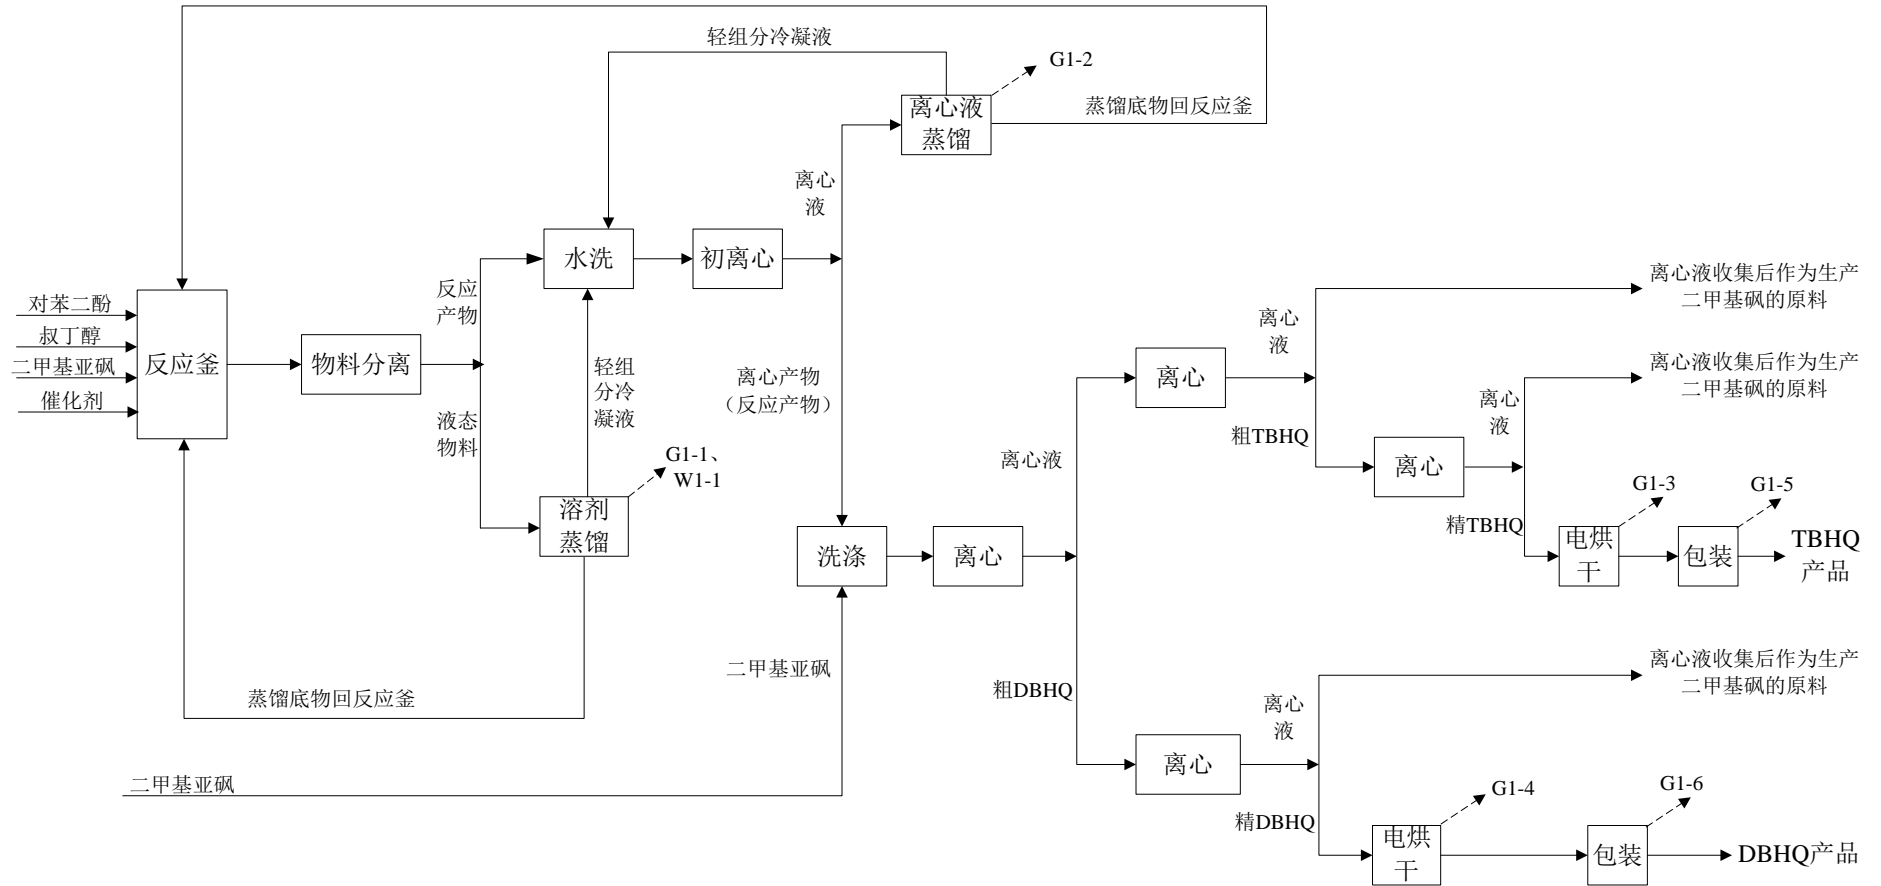 轻组分冷凝液
G1-2
离心液
蒸馏
蒸馏底物回反应釜
离心
液
水洗
初离心
反应
产物
对苯二酚
叔丁醇
二甲基亚砜
催化剂
反应釜
物料分离
液态
物料
轻组
分冷
凝液
G1-1、
W1-1
溶剂
蒸馏
蒸馏底物回反应釜
离心产物
（反应产物）
洗涤
离心
二甲基亚砜
二甲基亚砜
离心液
粗DBHQ
离心
离心
液
离心液收集后作为生产
二甲基砜的原料
粗TBHQ
离心
离心
液
离心液收集后作为生产
二甲基砜的原料
精TBHQ
G1-3
电烘
干
G1-5
包装
TBHQ
产品
离心
离心
液
离心液收集后作为生产
二甲基砜的原料
精DBHQ
G1-4
电烘
干
G1-6
包装
DBHQ产品